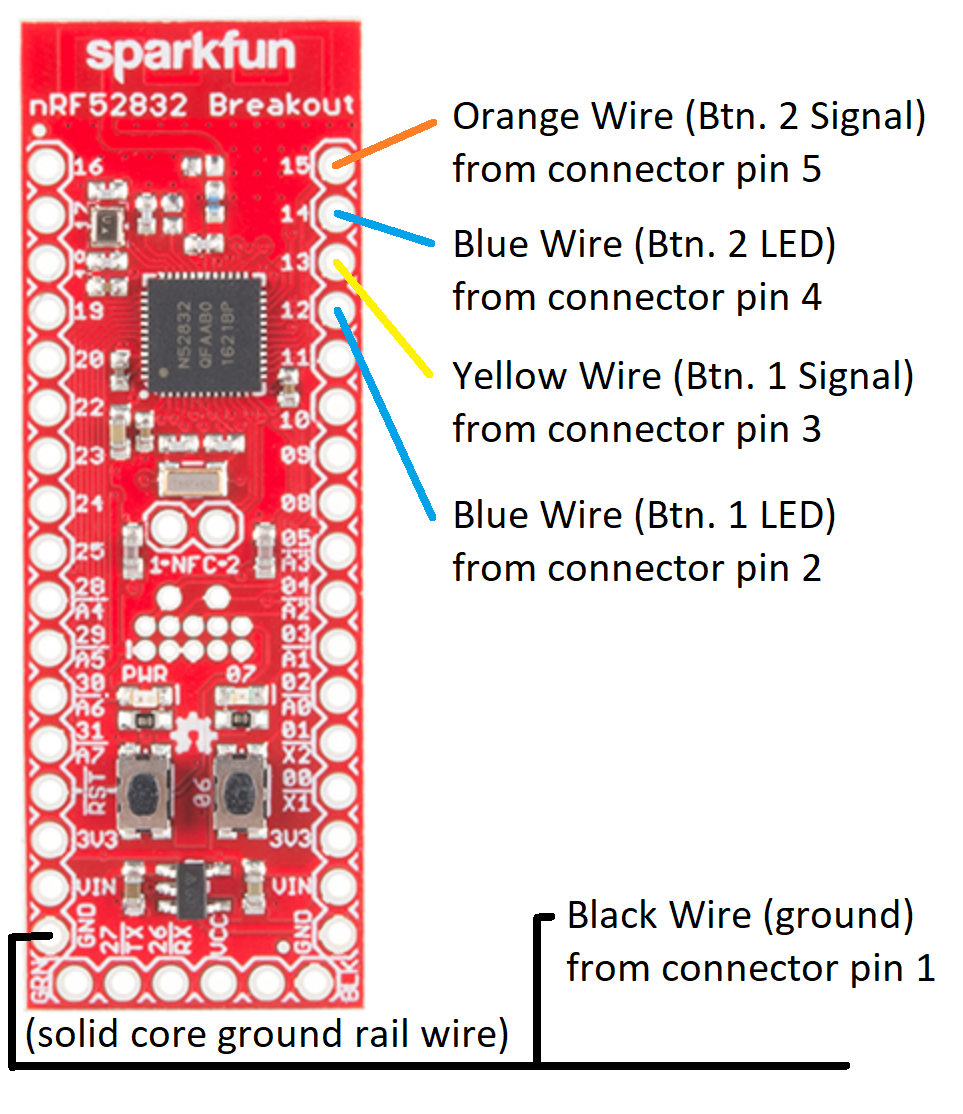 sparkfun
nRF52832 Breakout
16
15
Orange Wire (Btn. 2 Signal)
from connector pin 5
17
14
Blue Wire (Btn. 2 LED)
from connector pin 4
13
19
12
N52832
QFAAB0
1621BP
20
11
Yellow Wire (Btn. 1 Signal)
from connector pin 3
22
10
23
09
24
08
Blue Wire (Btn. 1 LED)
from connector pin 2
25
05
A3
1-NFC-2
28
A4
04
A2
29
A5
03
A1
PWR
07
30
A6
02
A0
31
A7
01
X2
RST
06
00
X1
3V3
3V3
VIN
VIN
GND
27
TX
26
RX
VCC
GND
GRN
BLK
Black Wire (ground)
from connector pin 1
(solid core ground rail wire)